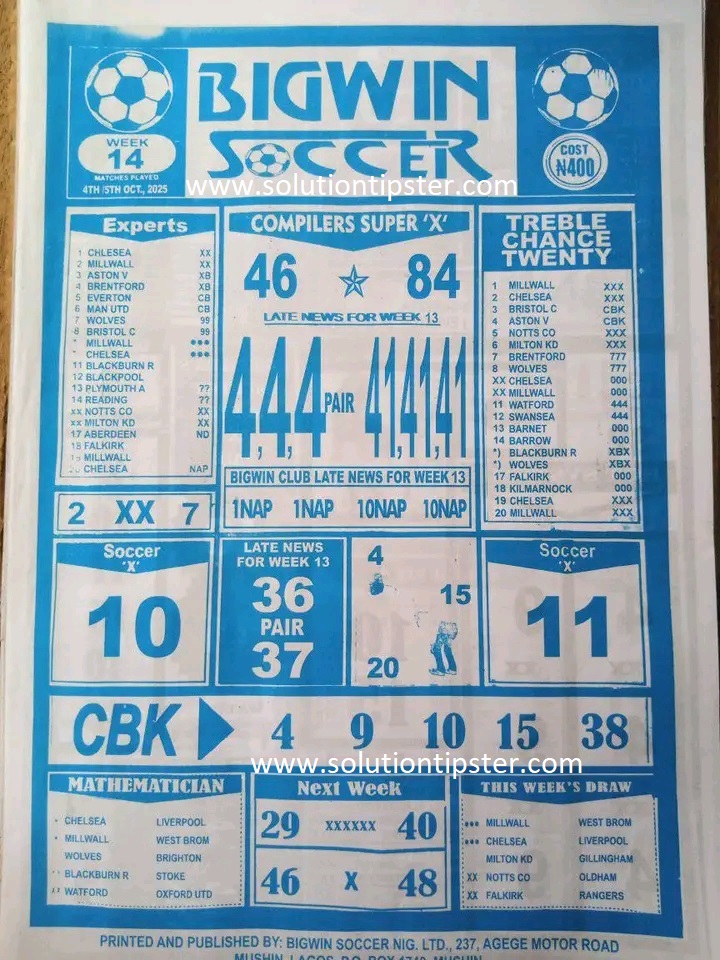 BIGWIN
SOCCER
WEEK
14
MATCHES PLAYED
4TH /5TH OCT., 2025
COST
₦400
www.solutiontipster.com
Experts
1 CHLESEA XX
2 MILLWALL XX
3 ASTON V XB
4 BRENTFORD XB
5 EVERTON CB
6 MAN UTD CB
7 WOLVES 99
8 BRISTOL C 99
* MILLWALL •••
* CHELSEA •••
11 BLACKBURN R
12 BLACKPOOL
13 PLYMOUTH A ??
14 READING ??
xx NOTTS CO XX
xx MILTON KD XX
17 ABERDEEN ND
18 FALKIRK
MILLWALL
CHELSEA NAP
2 XX 7
COMPILERS SUPER 'X'
46 84
LATE NEWS FOR WEEK 13
4,4,4 PAIR 41,41,41
BIGWIN CLUB LATE NEWS FOR WEEK 13
1NAP 1NAP 10NAP 10NAP
TREBLE
CHANCE
TWENTY
1 MILLWALL XXX
2 CHELSEA XXX
3 BRISTOL C CBK
4 ASTON V CBK
5 NOTTS CO XXX
6 MILTON KD XXX
7 BRENTFORD 777
8 WOLVES 777
XX CHELSEA 000
XX MILLWALL 000
11 WATFORD 444
12 SWANSEA 444
13 BARNET 000
14 BARROW 000
*) BLACKBURN R XBX
*) WOLVES XBX
17 FALKIRK 000
18 KILMARNOCK 000
19 CHELSEA XXX
20 MILLWALL XXX
Soccer
'X'
10
LATE NEWS
FOR WEEK 13
36
PAIR
37
4
15
20
Soccer
'X'
11
CBK 4 9 10 15 38
www.solutiontipster.com
MATHEMATICIAN
• CHELSEA LIVERPOOL
• MILLWALL WEST BROM
WOLVES BRIGHTON
'' BLACKBURN R STOKE
'' WATFORD OXFORD UTD
Next Week
29 XXXXXX 40
46 X 48
THIS WEEK'S DRAW
••• MILLWALL WEST BROM
••• CHELSEA LIVERPOOL
MILTON KD GILLINGHAM
XX NOTTS CO OLDHAM
XX FALKIRK RANGERS
PRINTED AND PUBLISHED BY: BIGWIN SOCCER NIG. LTD., 237, AGEGE MOTOR ROAD
MUSHIN, LAGOS. P.O. BOX 1740, MUSHIN